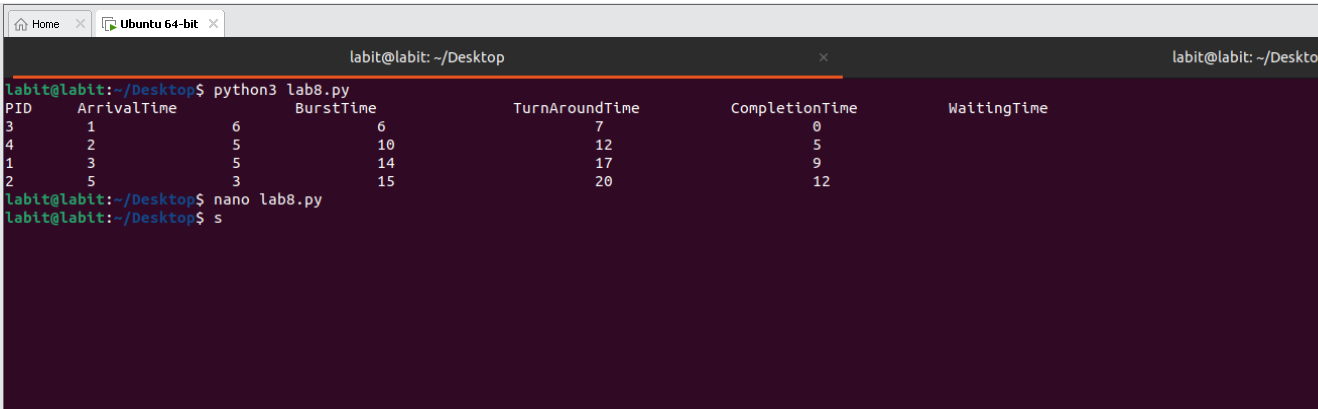 Home × Ubuntu 64-bit ×
labit@labit: ~/Desktop × labit@labit: ~/Deskto
labit@labit:~/Desktop$ python3 lab8.py
PID ArrivalTime BurstTime TurnAroundTime CompletionTime WaitingTime
3 1 6 6 7 0
4 2 5 10 12 5
1 3 5 14 17 9
2 5 3 15 20 12
labit@labit:~/Desktop$ nano lab8.py
labit@labit:~/Desktop$ s